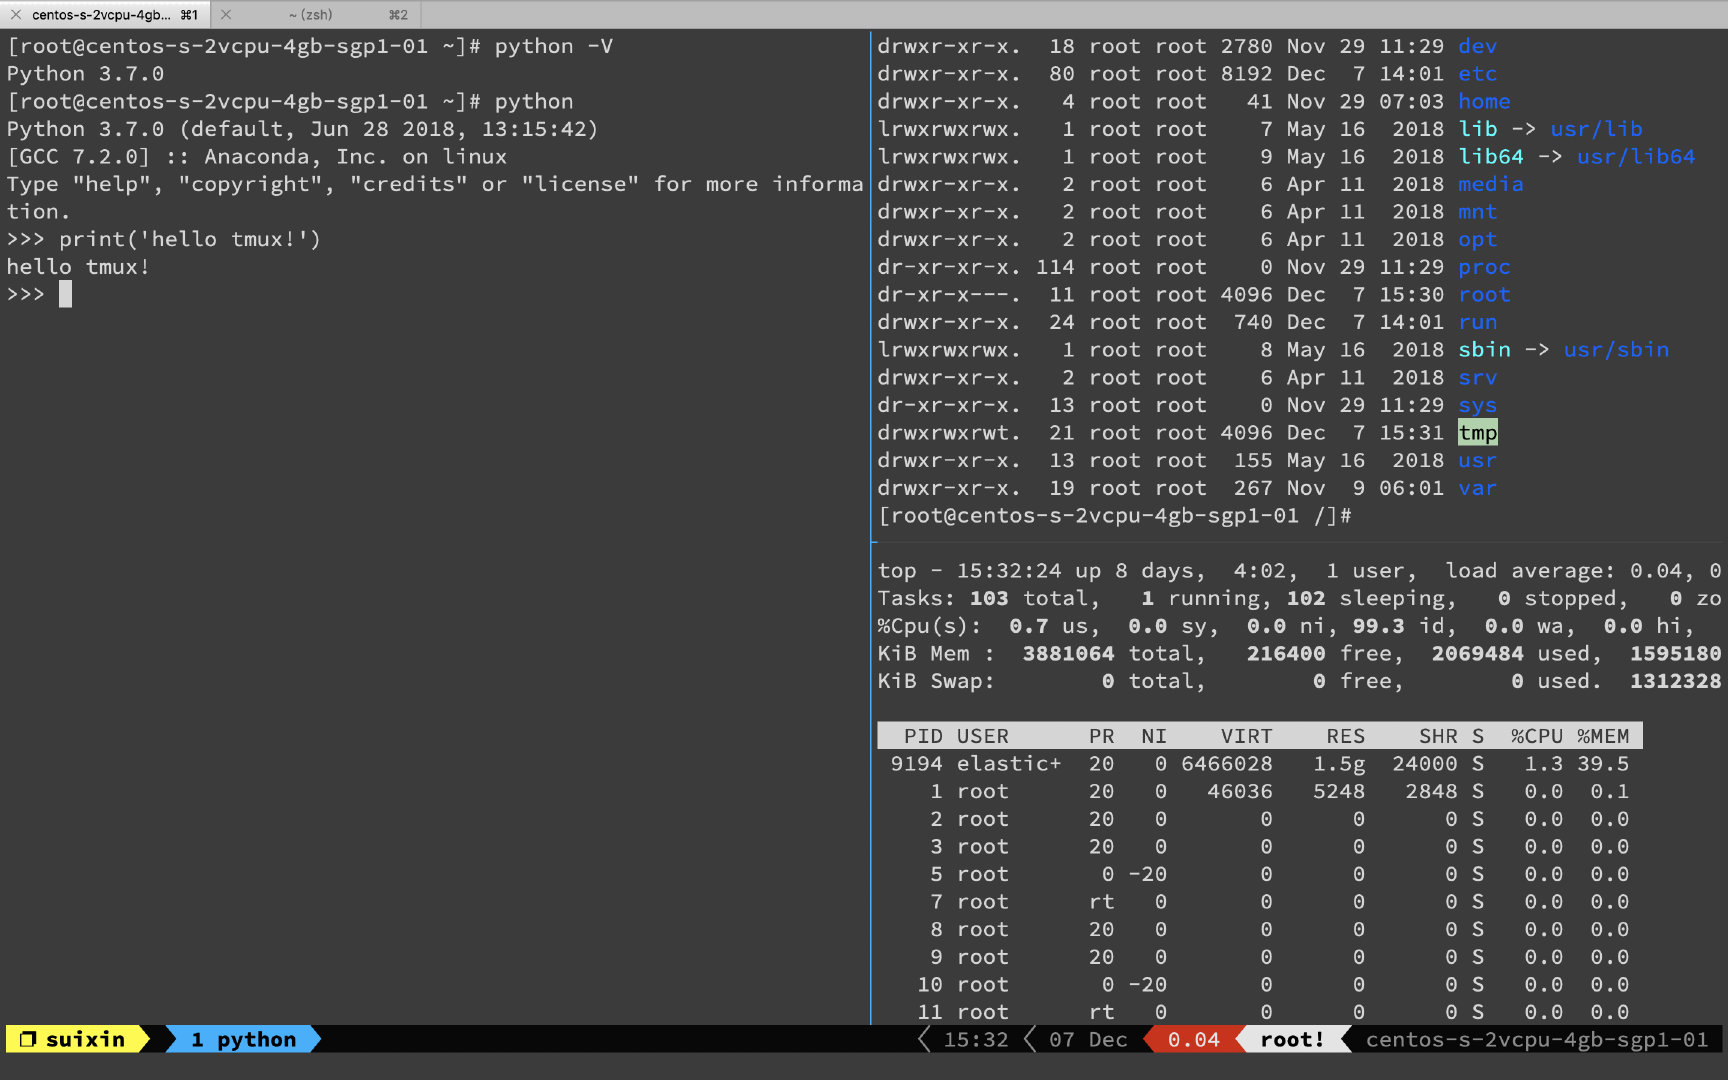 centos-s-2vcpu-4gb... ⌘1
~ (zsh) ⌘2
[root@centos-s-2vcpu-4gb-sgp1-01 ~]# python -V
Python 3.7.0
[root@centos-s-2vcpu-4gb-sgp1-01 ~]# python
Python 3.7.0 (default, Jun 28 2018, 13:15:42)
[GCC 7.2.0] :: Anaconda, Inc. on linux
Type "help", "copyright", "credits" or "license" for more informa
tion.
>>> print('hello tmux!')
hello tmux!
>>>
drwxr-xr-x.  18 root root 2780 Nov 29 11:29 dev
drwxr-xr-x.  80 root root 8192 Dec  7 14:01 etc
drwxr-xr-x.   4 root root   41 Nov 29 07:03 home
lrwxrwxrwx.   1 root root    7 May 16  2018 lib -> usr/lib
lrwxrwxrwx.   1 root root    9 May 16  2018 lib64 -> usr/lib64
drwxr-xr-x.   2 root root    6 Apr 11  2018 media
drwxr-xr-x.   2 root root    6 Apr 11  2018 mnt
drwxr-xr-x.   2 root root    6 Apr 11  2018 opt
dr-xr-xr-x. 114 root root    0 Nov 29 11:29 proc
dr-xr-x---.  11 root root 4096 Dec  7 15:30 root
drwxr-xr-x.  24 root root  740 Dec  7 14:01 run
lrwxrwxrwx.   1 root root    8 May 16  2018 sbin -> usr/sbin
drwxr-xr-x.   2 root root    6 Apr 11  2018 srv
dr-xr-xr-x.  13 root root    0 Nov 29 11:29 sys
drwxrwxrwt.  21 root root 4096 Dec  7 15:31 tmp
drwxr-xr-x.  13 root root  155 May 16  2018 usr
drwxr-xr-x.  19 root root  267 Nov  9 06:01 var
[root@centos-s-2vcpu-4gb-sgp1-01 /]#
top - 15:32:24 up 8 days,  4:02,  1 user,  load average: 0.04, 0
Tasks: 103 total,   1 running, 102 sleeping,   0 stopped,   0 zo
%Cpu(s):  0.7 us,  0.0 sy,  0.0 ni, 99.3 id,  0.0 wa,  0.0 hi,
KiB Mem :  3881064 total,   216400 free,  2069484 used,  1595180
KiB Swap:        0 total,        0 free,        0 used.  1312328
PID USER      PR  NI    VIRT    RES    SHR S  %CPU %MEM
9194 elastic+  20   0 6466028   1.5g  24000 S   1.3 39.5
1 root      20   0   46036   5248   2848 S   0.0  0.1
2 root      20   0       0      0      0 S   0.0  0.0
3 root      20   0       0      0      0 S   0.0  0.0
5 root       0 -20       0      0      0 S   0.0  0.0
7 root      rt   0       0      0      0 S   0.0  0.0
8 root      20   0       0      0      0 S   0.0  0.0
9 root      20   0       0      0      0 S   0.0  0.0
10 root       0 -20       0      0      0 S   0.0  0.0
11 root      rt   0       0      0      0 S   0.0  0.0
suixin 1 python 15:32 07 Dec 0.04 root! centos-s-2vcpu-4gb-sgp1-01